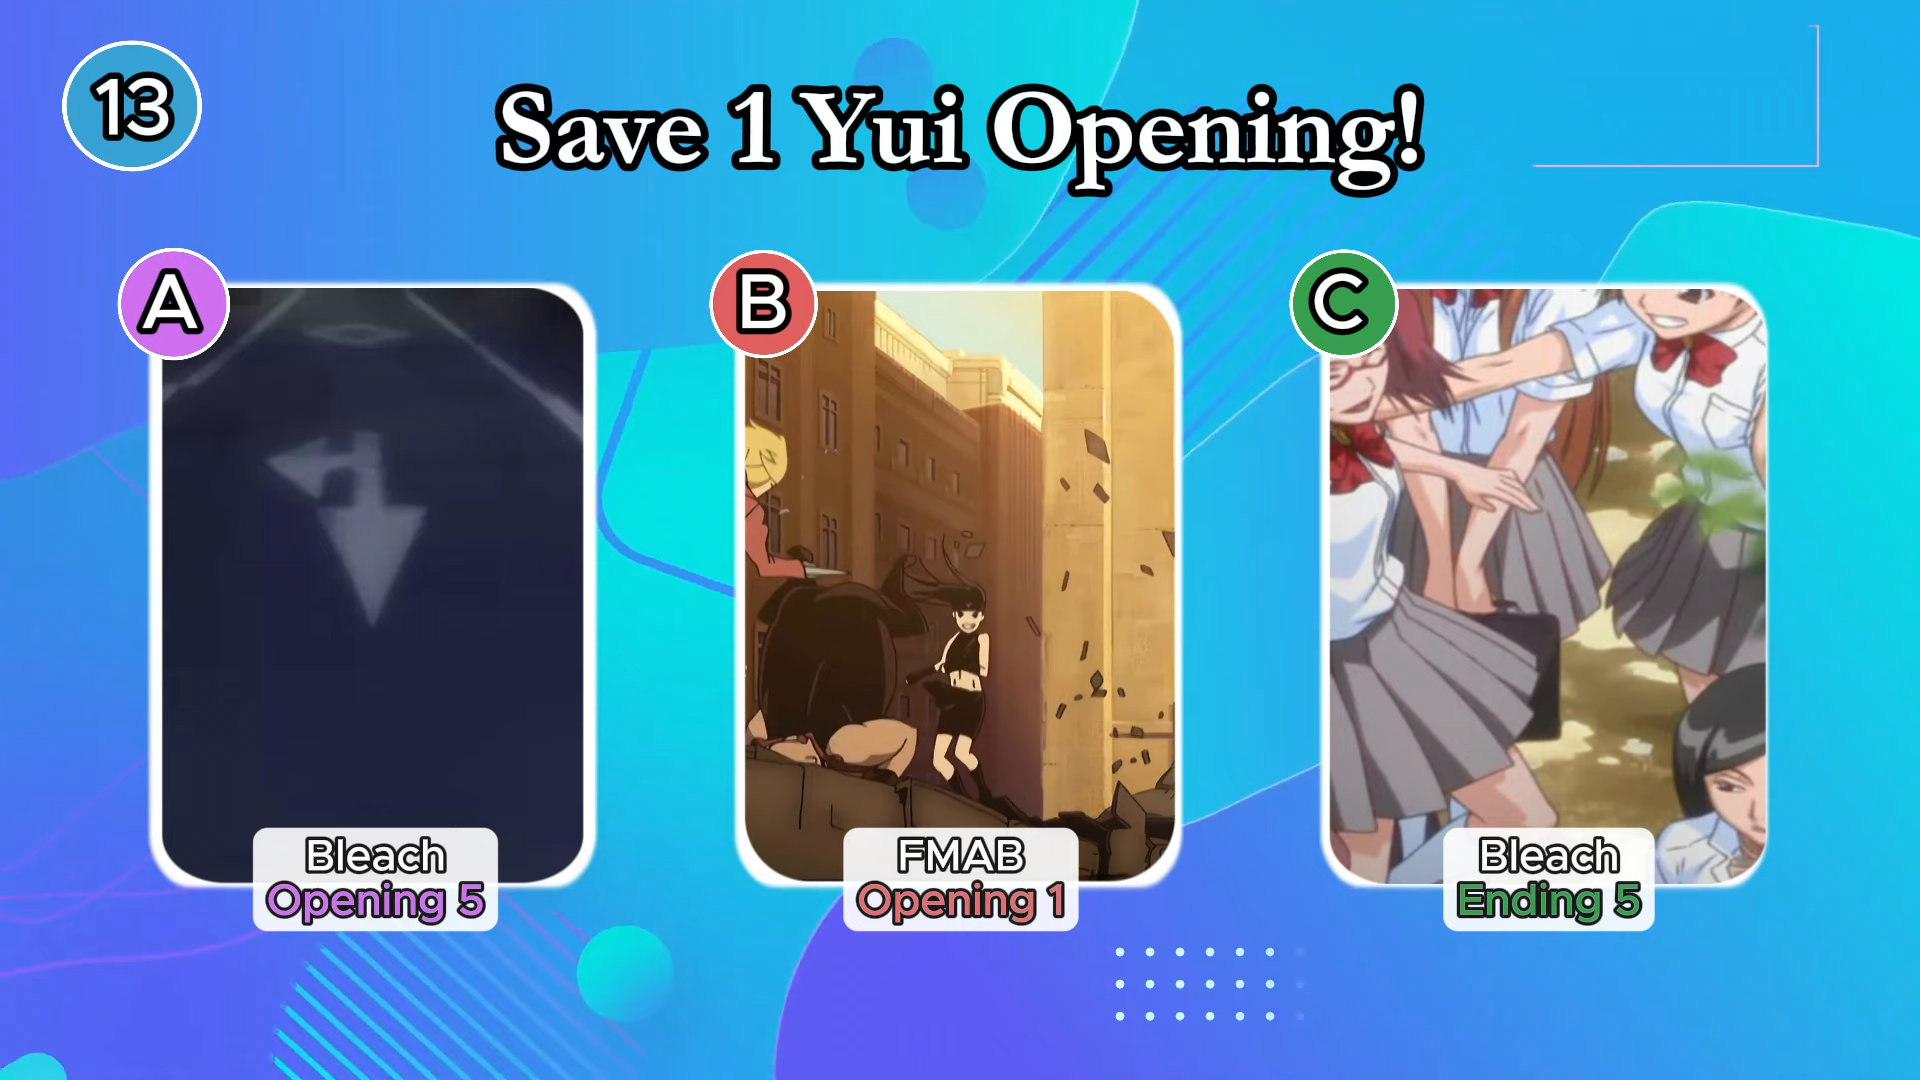 13
Save 1 Yui Opening!
A
B
C
Bleach
Opening 5
FMAB
Opening 1
Bleach
Ending 5